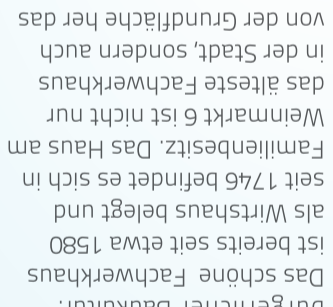 Das schöne Fachwerkhaus
ist bereits seit etwa 1580
als Wirtshaus belegt und
seit 1746 befindet es sich in
Familienbesitz. Das Haus am
Weinmarkt 6 ist nicht nur
das älteste Fachwerkhaus
in der Stadt, sondern auch
von der Grundfläche her das